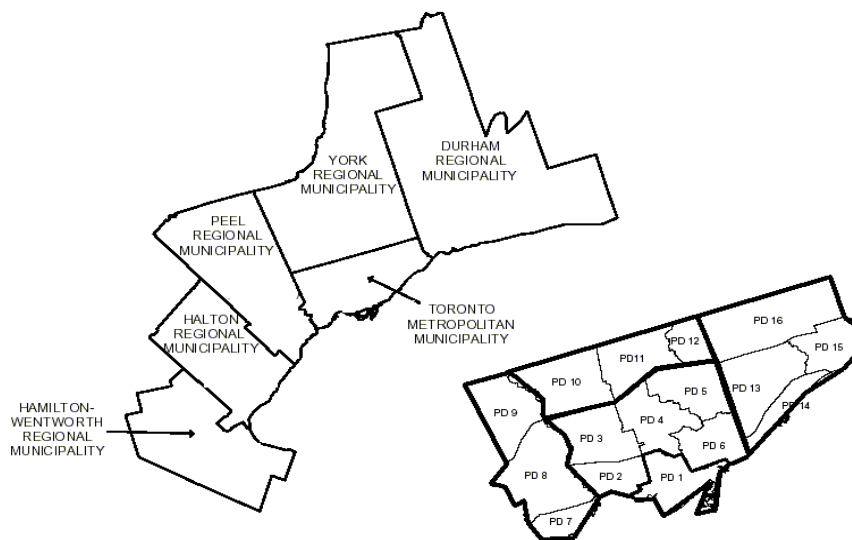 YORK
REGIONAL
MUNICIPALITY
DURHAM
REGIONAL
MUNICIPALITY
PEEL
REGIONAL
MUNICIPALITY
HALTON
REGIONAL
MUNICIPALITY
TORONTO
METROPOLITAN
MUNICIPALITY
HAMILTON-
WENTWORTH
REGIONAL
MUNICIPALITY
PD 16
PD 12
PD11
PD 15
PD 10
PD 5
PD 13
PD 9
PD 14
PD 4
PD 3
PD 6
PD 8
PD 2
PD 1
PD 7